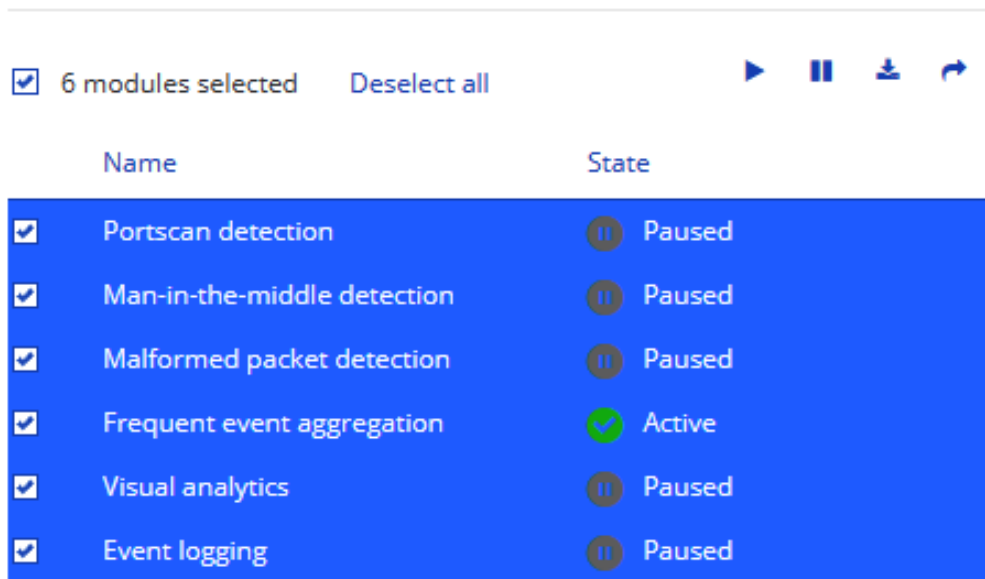 6 modules selected Deselect all
Name State
Portscan detection Paused
Man-in-the-middle detection Paused
Malformed packet detection Paused
Frequent event aggregation Active
Visual analytics Paused
Event logging Paused